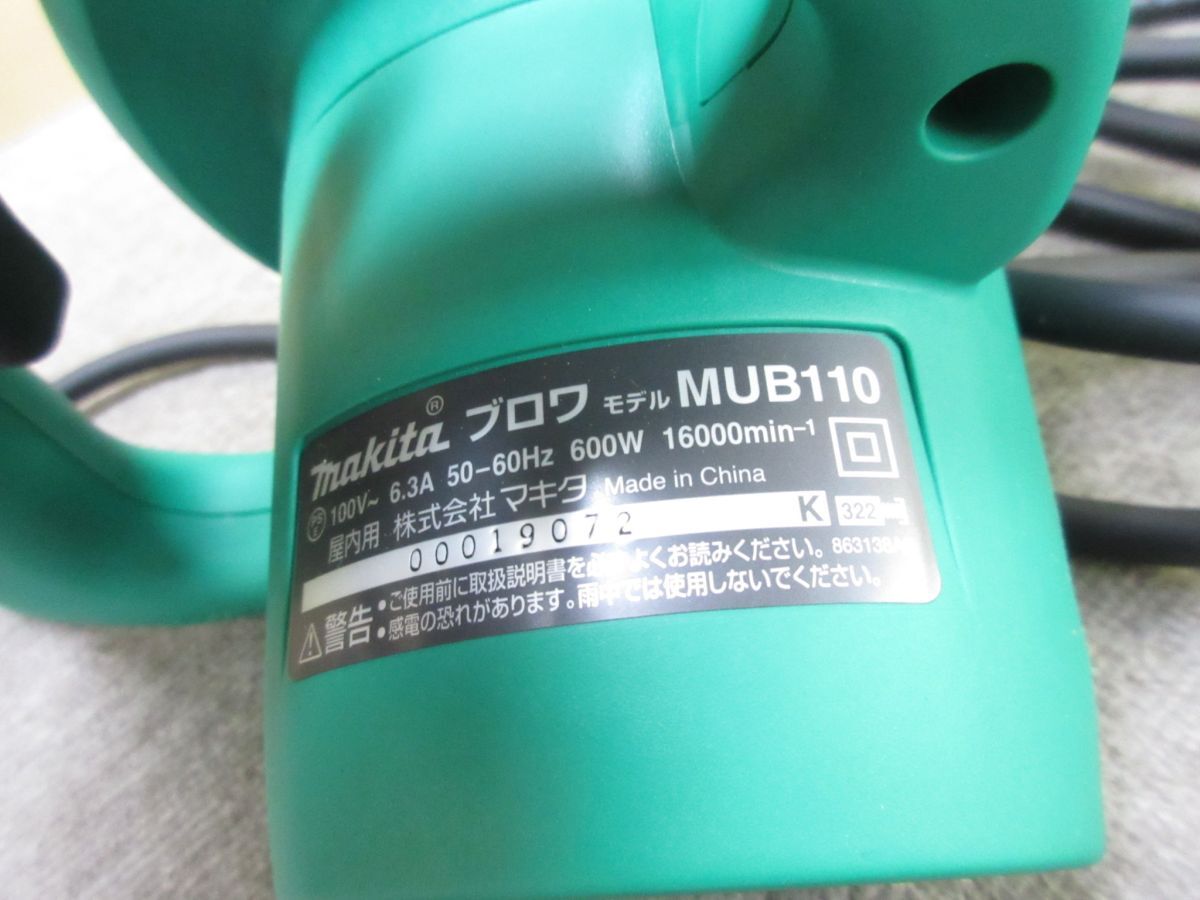 makita® ブロワ モデル MUB110
100V~ 6.3A 50-60Hz 600W 16000min-1
屋内用 株式会社 マキタ Made in China
00019072 K 322
警告 ・ご使用前に取扱説明書を必ずよくお読みください。
・感電の恐れがあります。雨中では使用しないでください。